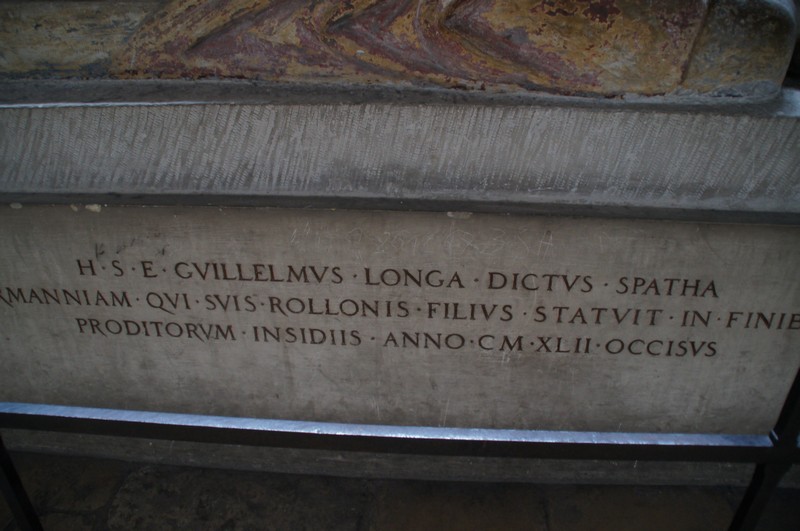 H·S·E·GVILLELMVS·LONGA·DICTVS·SPATHA
RMANNIAM·QVI·SVIS·ROLLONIS·FILIVS·STATVIT·IN·FINIE
PRODITORVM·INSIDIIS·ANNO·CM·XLII·OCCISVS